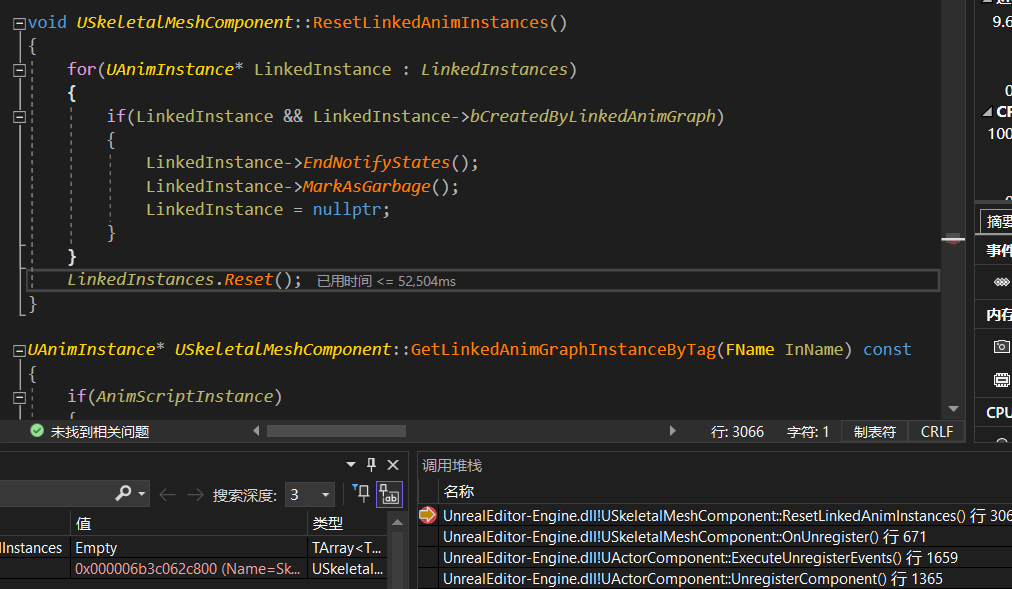 void USkeletalMeshComponent::ResetLinkedAnimInstances()
{
for(UAnimInstance* LinkedInstance : LinkedInstances)
{
if(LinkedInstance && LinkedInstance->bCreatedByLinkedAnimGraph)
{
LinkedInstance->EndNotifyStates();
LinkedInstance->MarkAsGarbage();
LinkedInstance = nullptr;
}
}
LinkedInstances.Reset(); 已用时间 <= 52,504ms
}
UAnimInstance* USkeletalMeshComponent::GetLinkedAnimGraphInstanceByTag(FName InName) const
{
if(AnimScriptInstance)
{
9.6
0
100
摘要
事件
内存
CPU
未找到相关问题 行: 3066 字符: 1 制表符 CRLF
搜索深度: 3
值 类型
Instances Empty TArray<T...
0x000006b3c062c800 (Name=Sk... USkeletal...
调用堆栈
名称
UnrealEditor-Engine.dll!USkeletalMeshComponent::ResetLinkedAnimInstances() 行 306
UnrealEditor-Engine.dll!USkeletalMeshComponent::OnUnregister() 行 671
UnrealEditor-Engine.dll!UActorComponent::ExecuteUnregisterEvents() 行 1659
UnrealEditor-Engine.dll!UActorComponent::UnregisterComponent() 行 1365